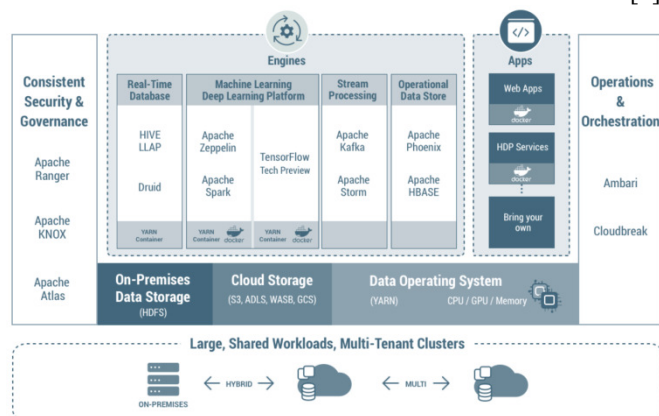 Consistent
Security &
Governance
Apache
Ranger
Apache
KNOX
Apache
Atlas
Engines
Real-Time
Database
HIVE
LLAP
Druid
YARN
Container
Machine Learning
Deep Learning Platform
Apache
Zeppelin
Apache
Spark
YARN
Container
docker
TensorFlow
Tech Preview
YARN
Container
docker
Stream
Processing
Apache
Kafka
Apache
Storm
Operational
Data Store
Apache
Phoenix
Apache
HBASE
</>
Apps
Web Apps
docker
HDP Services
docker
Bring your
own
Operations
&
Orchestration
Ambari
Cloudbreak
On-Premises
Data Storage
(HDFS)
Cloud Storage
(S3, ADLS, WASB, GCS)
Data Operating System
(YARN)
CPU / GPU / Memory
Large, Shared Workloads, Multi-Tenant Clusters
ON-PREMISES
HYBRID
MULTI